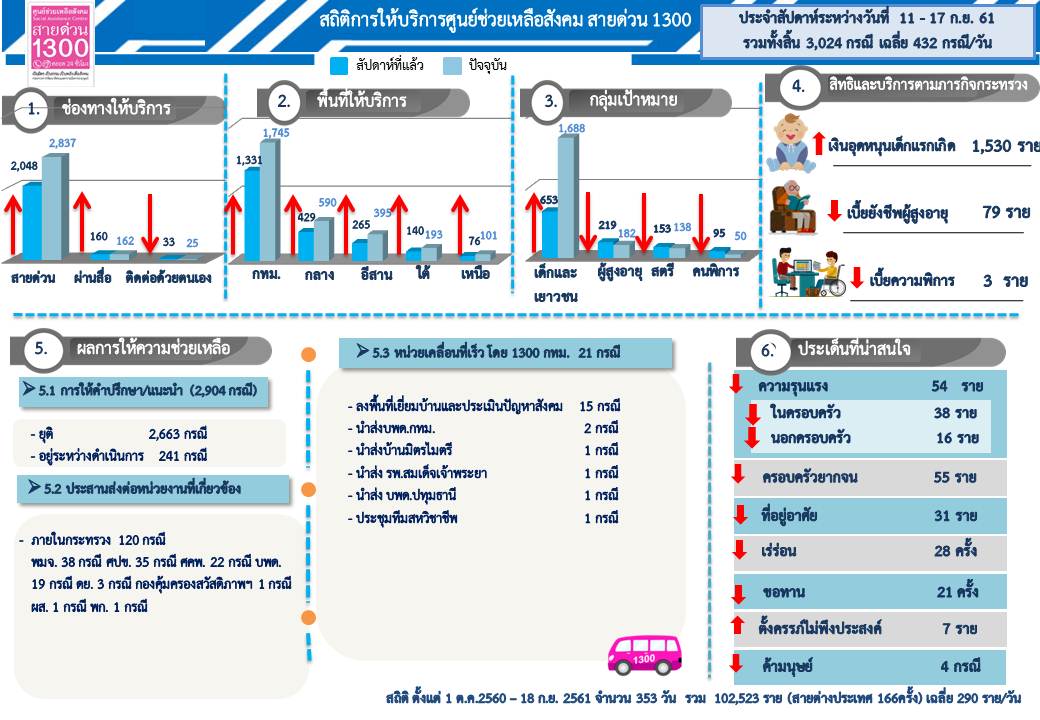 ศูนย์ช่วยเหลือสังคม
Social Assistance Center
สายด่วน
1300
ตลอด 24 ชั่วโมง
สถิติการให้บริการศูนย์ช่วยเหลือสังคม สายด่วน 1300
ประจำสัปดาห์ระหว่างวันที่ 11 - 17 ก.ย. 61
รวมทั้งสิ้น 3,024 กรณี เฉลี่ย 432 กรณี/วัน
สัปดาห์ที่แล้ว ปัจจุบัน
1. ช่องทางให้บริการ
2,048 2,837
160 162
33 25
สายด่วน ผ่านสื่อ ติดต่อด้วยตนเอง
2. พื้นที่ให้บริการ
1,331 1,745
429 590
265 395
140 193
76 101
กทม. กลาง อีสาน ใต้ เหนือ
3. กลุ่มเป้าหมาย
653 1,688
219 182
153 138
95 50
เด็กและ ผู้สูงอายุ สตรี คนพิการ
เยาวชน
4. สิทธิและบริการตามภารกิจกระทรวง
เงินอุดหนุนเด็กแรกเกิด 1,530 ราย
เบี้ยยังชีพผู้สูงอายุ 79 ราย
เบี้ยความพิการ 3 ราย
5. ผลการให้ความช่วยเหลือ
5.1 การให้คำปรึกษา/แนะนำ (2,904 กรณี)
- ยุติ 2,663 กรณี
- อยู่ระหว่างดำเนินการ 241 กรณี
5.2 ประสานส่งต่อหน่วยงานที่เกี่ยวข้อง
- ภายในกระทรวง 120 กรณี
พมจ. 38 กรณี ศปข. 35 กรณี ศคพ. 22 กรณี บพด.
19 กรณี ดย. 3 กรณี กองคุ้มครองสวัสดิภาพฯ 1 กรณี
ผส. 1 กรณี พก. 1 กรณี
5.3 หน่วยเคลื่อนที่เร็ว โดย 1300 กทม. 21 กรณี
- ลงพื้นที่เยี่ยมบ้านและประเมินปัญหาสังคม 15 กรณี
- นำส่งบพด.กทม. 2 กรณี
- นำส่งบ้านมิตรไมตรี 1 กรณี
- นำส่ง รพ.สมเด็จเจ้าพระยา 1 กรณี
- นำส่ง บพด.ปทุมธานี 1 กรณี
- ประชุมทีมสหวิชาชีพ 1 กรณี
1300
6. ประเด็นที่น่าสนใจ
ความรุนแรง 54 ราย
ในครอบครัว 38 ราย
นอกครอบครัว 16 ราย
ครอบครัวยากจน 55 ราย
ที่อยู่อาศัย 31 ราย
เร่ร่อน 28 ครั้ง
ขอทาน 21 ครั้ง
ตั้งครรภ์ไม่พึงประสงค์ 7 ราย
ค้ามนุษย์ 4 กรณี
สถิติ ตั้งแต่ 1 ต.ค.2560 – 18 ก.ย. 2561 จำนวน 353 วัน รวม 102,523 ราย (สายต่างประเทศ 166ครั้ง) เฉลี่ย 290 ราย/วัน